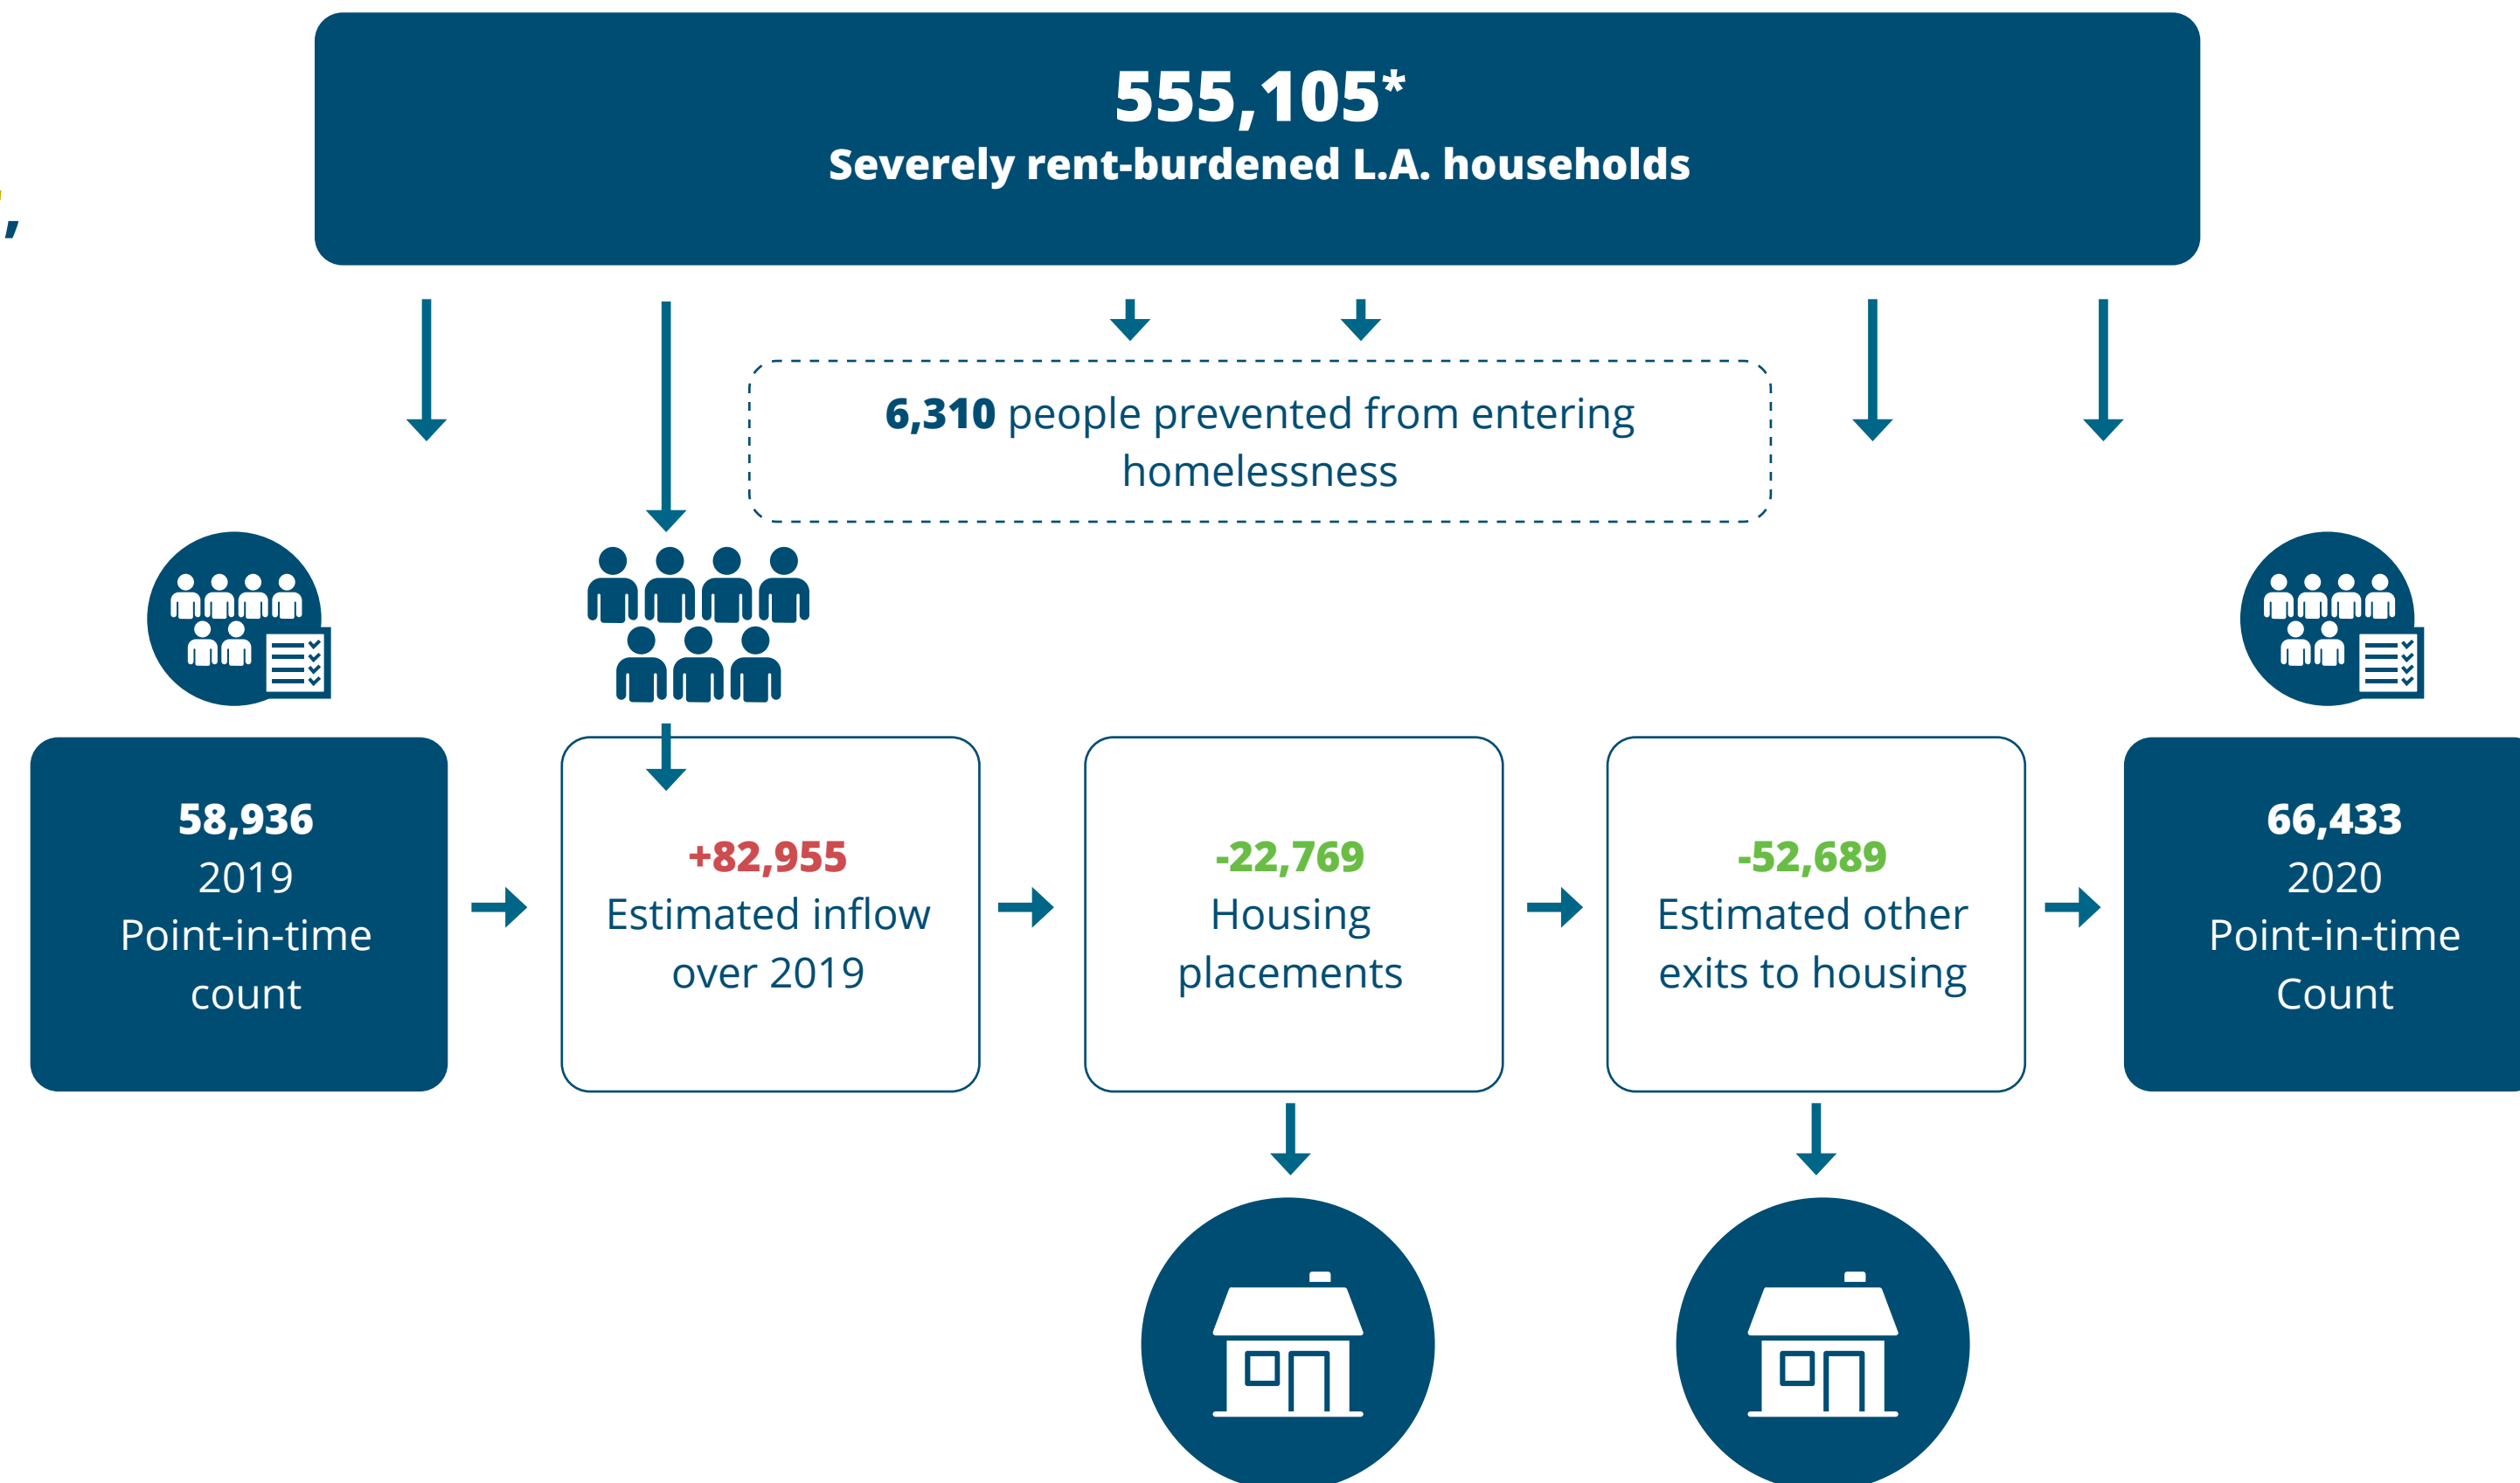 555,105*
Severely rent-burdened L.A. households
,
6,310 people prevented from entering
homelessness
58,936
2019
Point-in-time
count
+82,955
Estimated inflow
over 2019
-22,769
Housing
placements
-52,689
Estimated other
exits to housing
66,433
2020
Point-in-time
Count